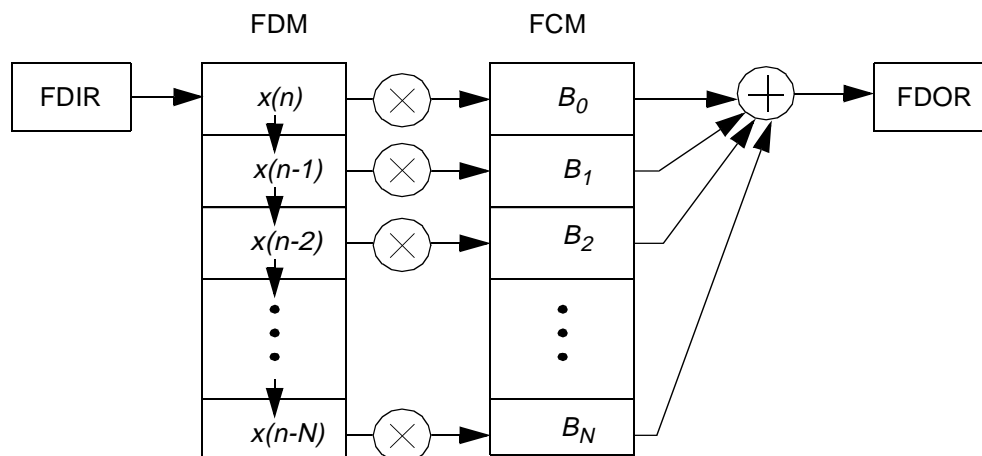 FDM FCM
FDIR x(n) B0 FDOR
x(n-1) B1
x(n-2) B2
x(n-N) BN